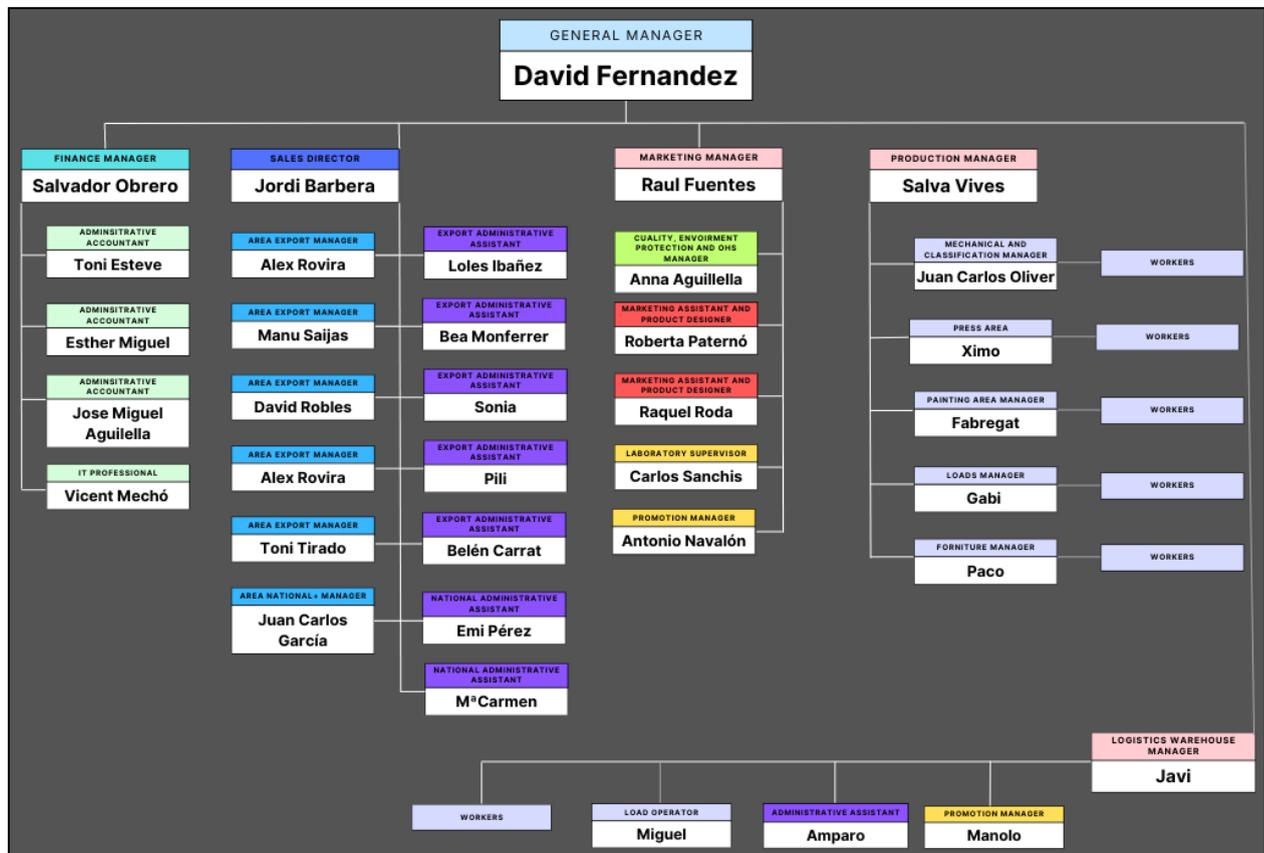 GENERAL MANAGER
David Fernandez
FINANCE MANAGER
Salvador Obrero
ADMINSITRATIVE
ACCOUNTANT
Toni Esteve
ADMINSITRATIVE
ACCOUNTANT
Esther Miguel
ADMINSITRATIVE
ACCOUNTANT
Jose Miguel
Aguilella
IT PROFESSIONAL
Vicent Mechó
SALES DIRECTOR
Jordi Barbera
AREA EXPORT MANAGER
Alex Rovira
AREA EXPORT MANAGER
Manu Saijas
AREA EXPORT MANAGER
David Robles
AREA EXPORT MANAGER
Alex Rovira
AREA EXPORT MANAGER
Toni Tirado
AREA NATIONAL+ MANAGER
Juan Carlos
García
EXPORT ADMINISTRATIVE
ASSISTANT
Loles Ibañez
EXPORT ADMINISTRATIVE
ASSISTANT
Bea Monferrer
EXPORT ADMINISTRATIVE
ASSISTANT
Sonia
EXPORT ADMINISTRATIVE
ASSISTANT
Pili
EXPORT ADMINISTRATIVE
ASSISTANT
Belén Carrat
NATIONAL ADMINISTRATIVE
ASSISTANT
Emi Pérez
NATIONAL ADMINISTRATIVE
ASSISTANT
MªCarmen
MARKETING MANAGER
Raul Fuentes
CUALITY, ENVOIRMENT
PROTECTION AND OHS
MANAGER
Anna Aguillella
MARKETING ASSISTANT AND
PRODUCT DESIGNER
Roberta Paternó
MARKETING ASSISTANT AND
PRODUCT DESIGNER
Raquel Roda
LABORATORY SUPERVISOR
Carlos Sanchis
PROMOTION MANAGER
Antonio Navalón
PRODUCTION MANAGER
Salva Vives
MECHANICAL AND
CLASSIFICATION MANAGER
Juan Carlos Oliver
WORKERS
PRESS AREA
Ximo
WORKERS
PAINTING AREA MANAGER
Fabregat
WORKERS
LOADS MANAGER
Gabi
WORKERS
FORNITURE MANAGER
Paco
WORKERS
LOGISTICS WAREHOUSE
MANAGER
Javi
WORKERS
LOAD OPERATOR
Miguel
ADMINISTRATIVE ASSISTANT
Amparo
PROMOTION MANAGER
Manolo